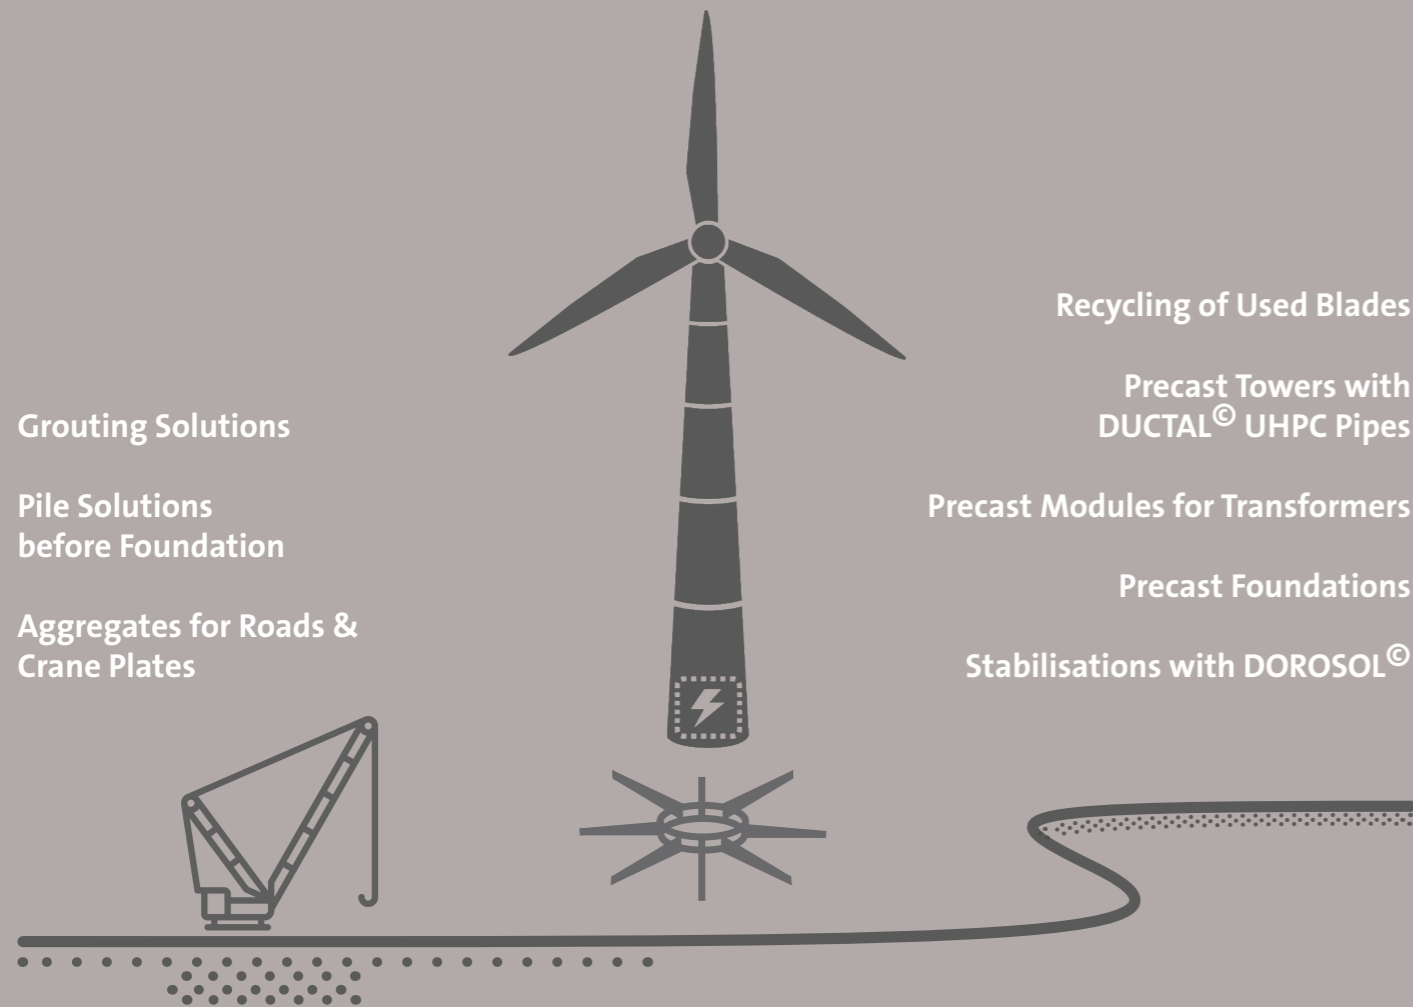 Grouting Solutions
Pile Solutions
before Foundation
Aggregates for Roads &
Crane Plates
Recycling of Used Blades
Precast Towers with
DUCTAL© UHPC Pipes
Precast Modules for Transformers
Precast Foundations
Stabilisations with DOROSOL©